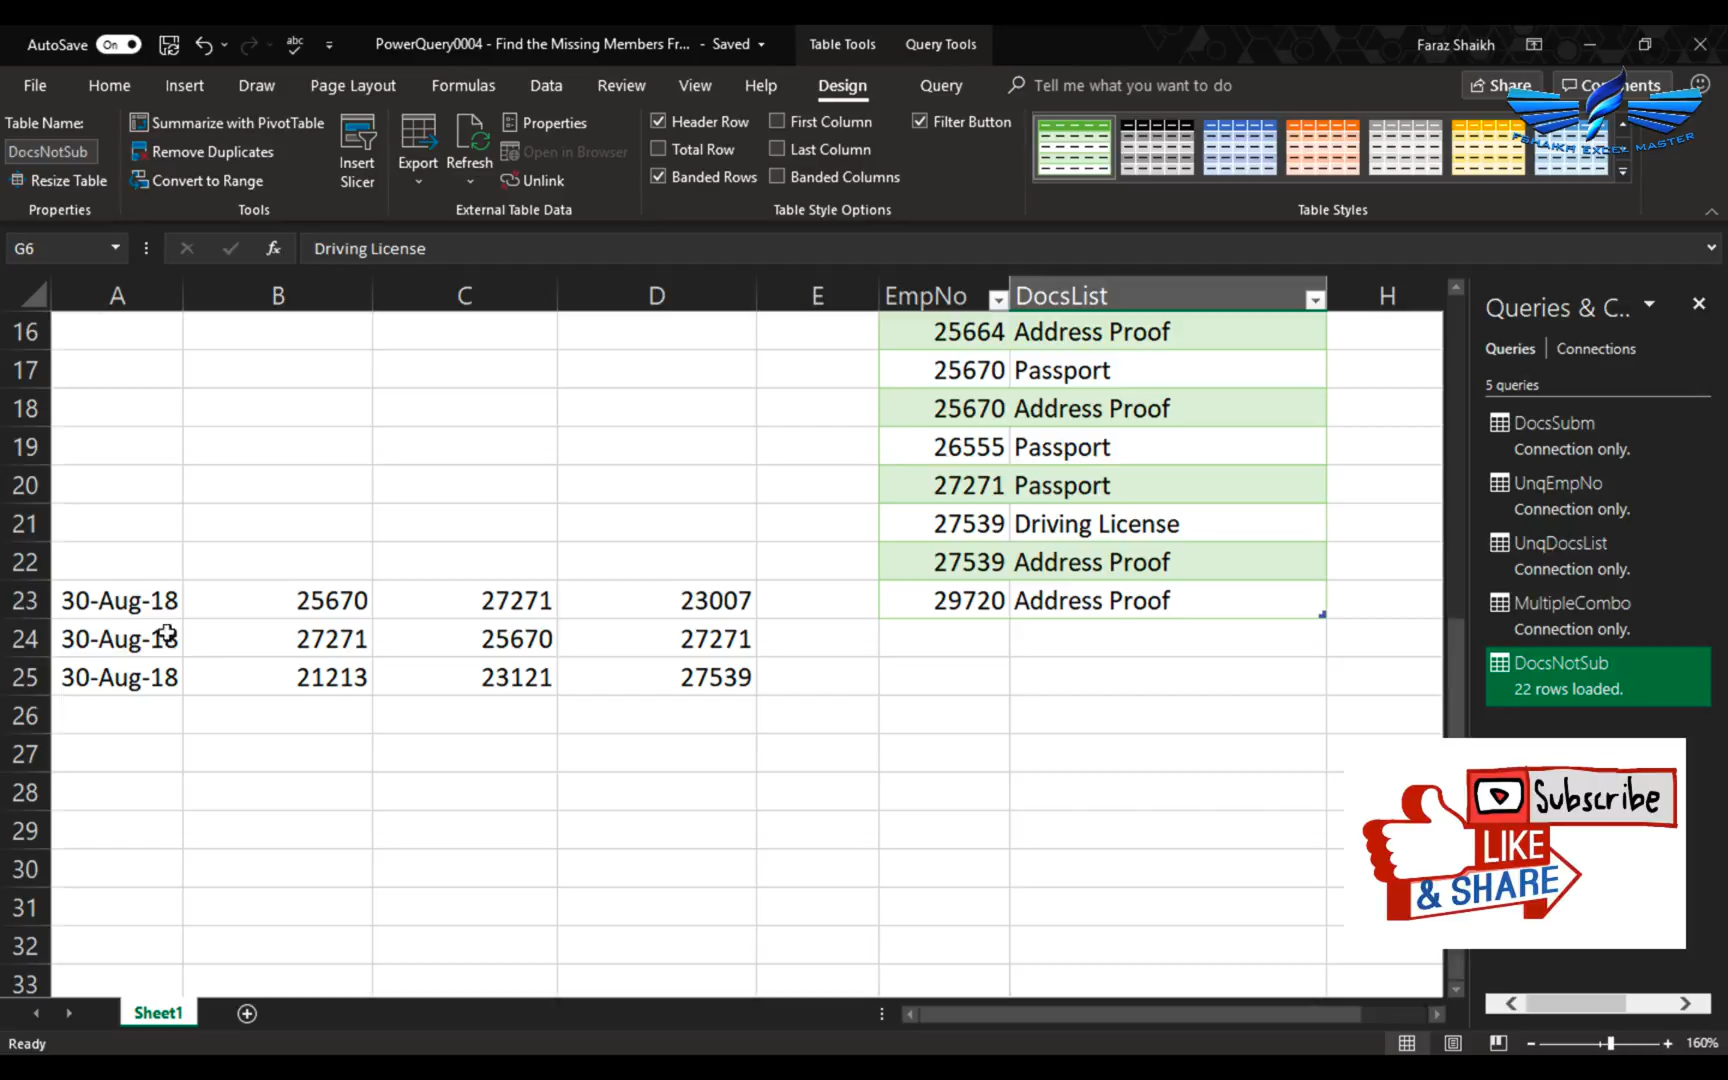 AutoSave On
PowerQuery0004 - Find the Missing Members Fr... - Saved
Table Tools
Query Tools
Faraz Shaikh
File Home Insert Draw Page Layout Formulas Data Review View Help Design Query Tell me what you want to do
Share Comments
Table Name:
DocsNotSub
Resize Table
Properties
Summarize with PivotTable
Remove Duplicates
Convert to Range
Tools
Insert Slicer
Export
Refresh
Properties
Open in Browser
Unlink
External Table Data
Header Row
Total Row
Banded Rows
First Column
Last Column
Banded Columns
Filter Button
Table Style Options
Table Styles
FSHAIKH EXCEL MASTER
G6 fx Driving License
A B C D E EmpNo DocsList H
16 25664 Address Proof
17 25670 Passport
18 25670 Address Proof
19 26555 Passport
20 27271 Passport
21 27539 Driving License
22 27539 Address Proof
23 30-Aug-18 25670 27271 23007 29720 Address Proof
24 30-Aug-18 27271 25670 27271
25 30-Aug-18 21213 23121 27539
26
27
28
29
30
31
32
33
Queries & C..
Queries | Connections
5 queries
DocsSubm
Connection only.
UnqEmpNo
Connection only.
UnqDocsList
Connection only.
MultipleCombo
Connection only.
DocsNotSub
22 rows loaded.
Subscribe
LIKE
& SHARE
Sheet1
Ready
160%